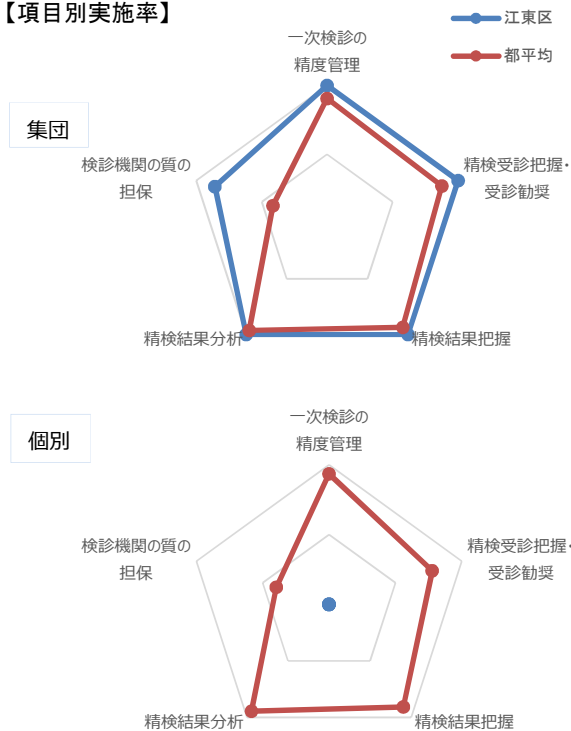 【項目別実施率】
江東区
都平均
集団
一次検診の
精度管理
精検受診把握・
受診勧奨
精検結果把握
精検結果分析
検診機関の質の
担保
個別
一次検診の
精度管理
精検受診把握・
受診勧奨
精検結果把握
精検結果分析
検診機関の質の
担保